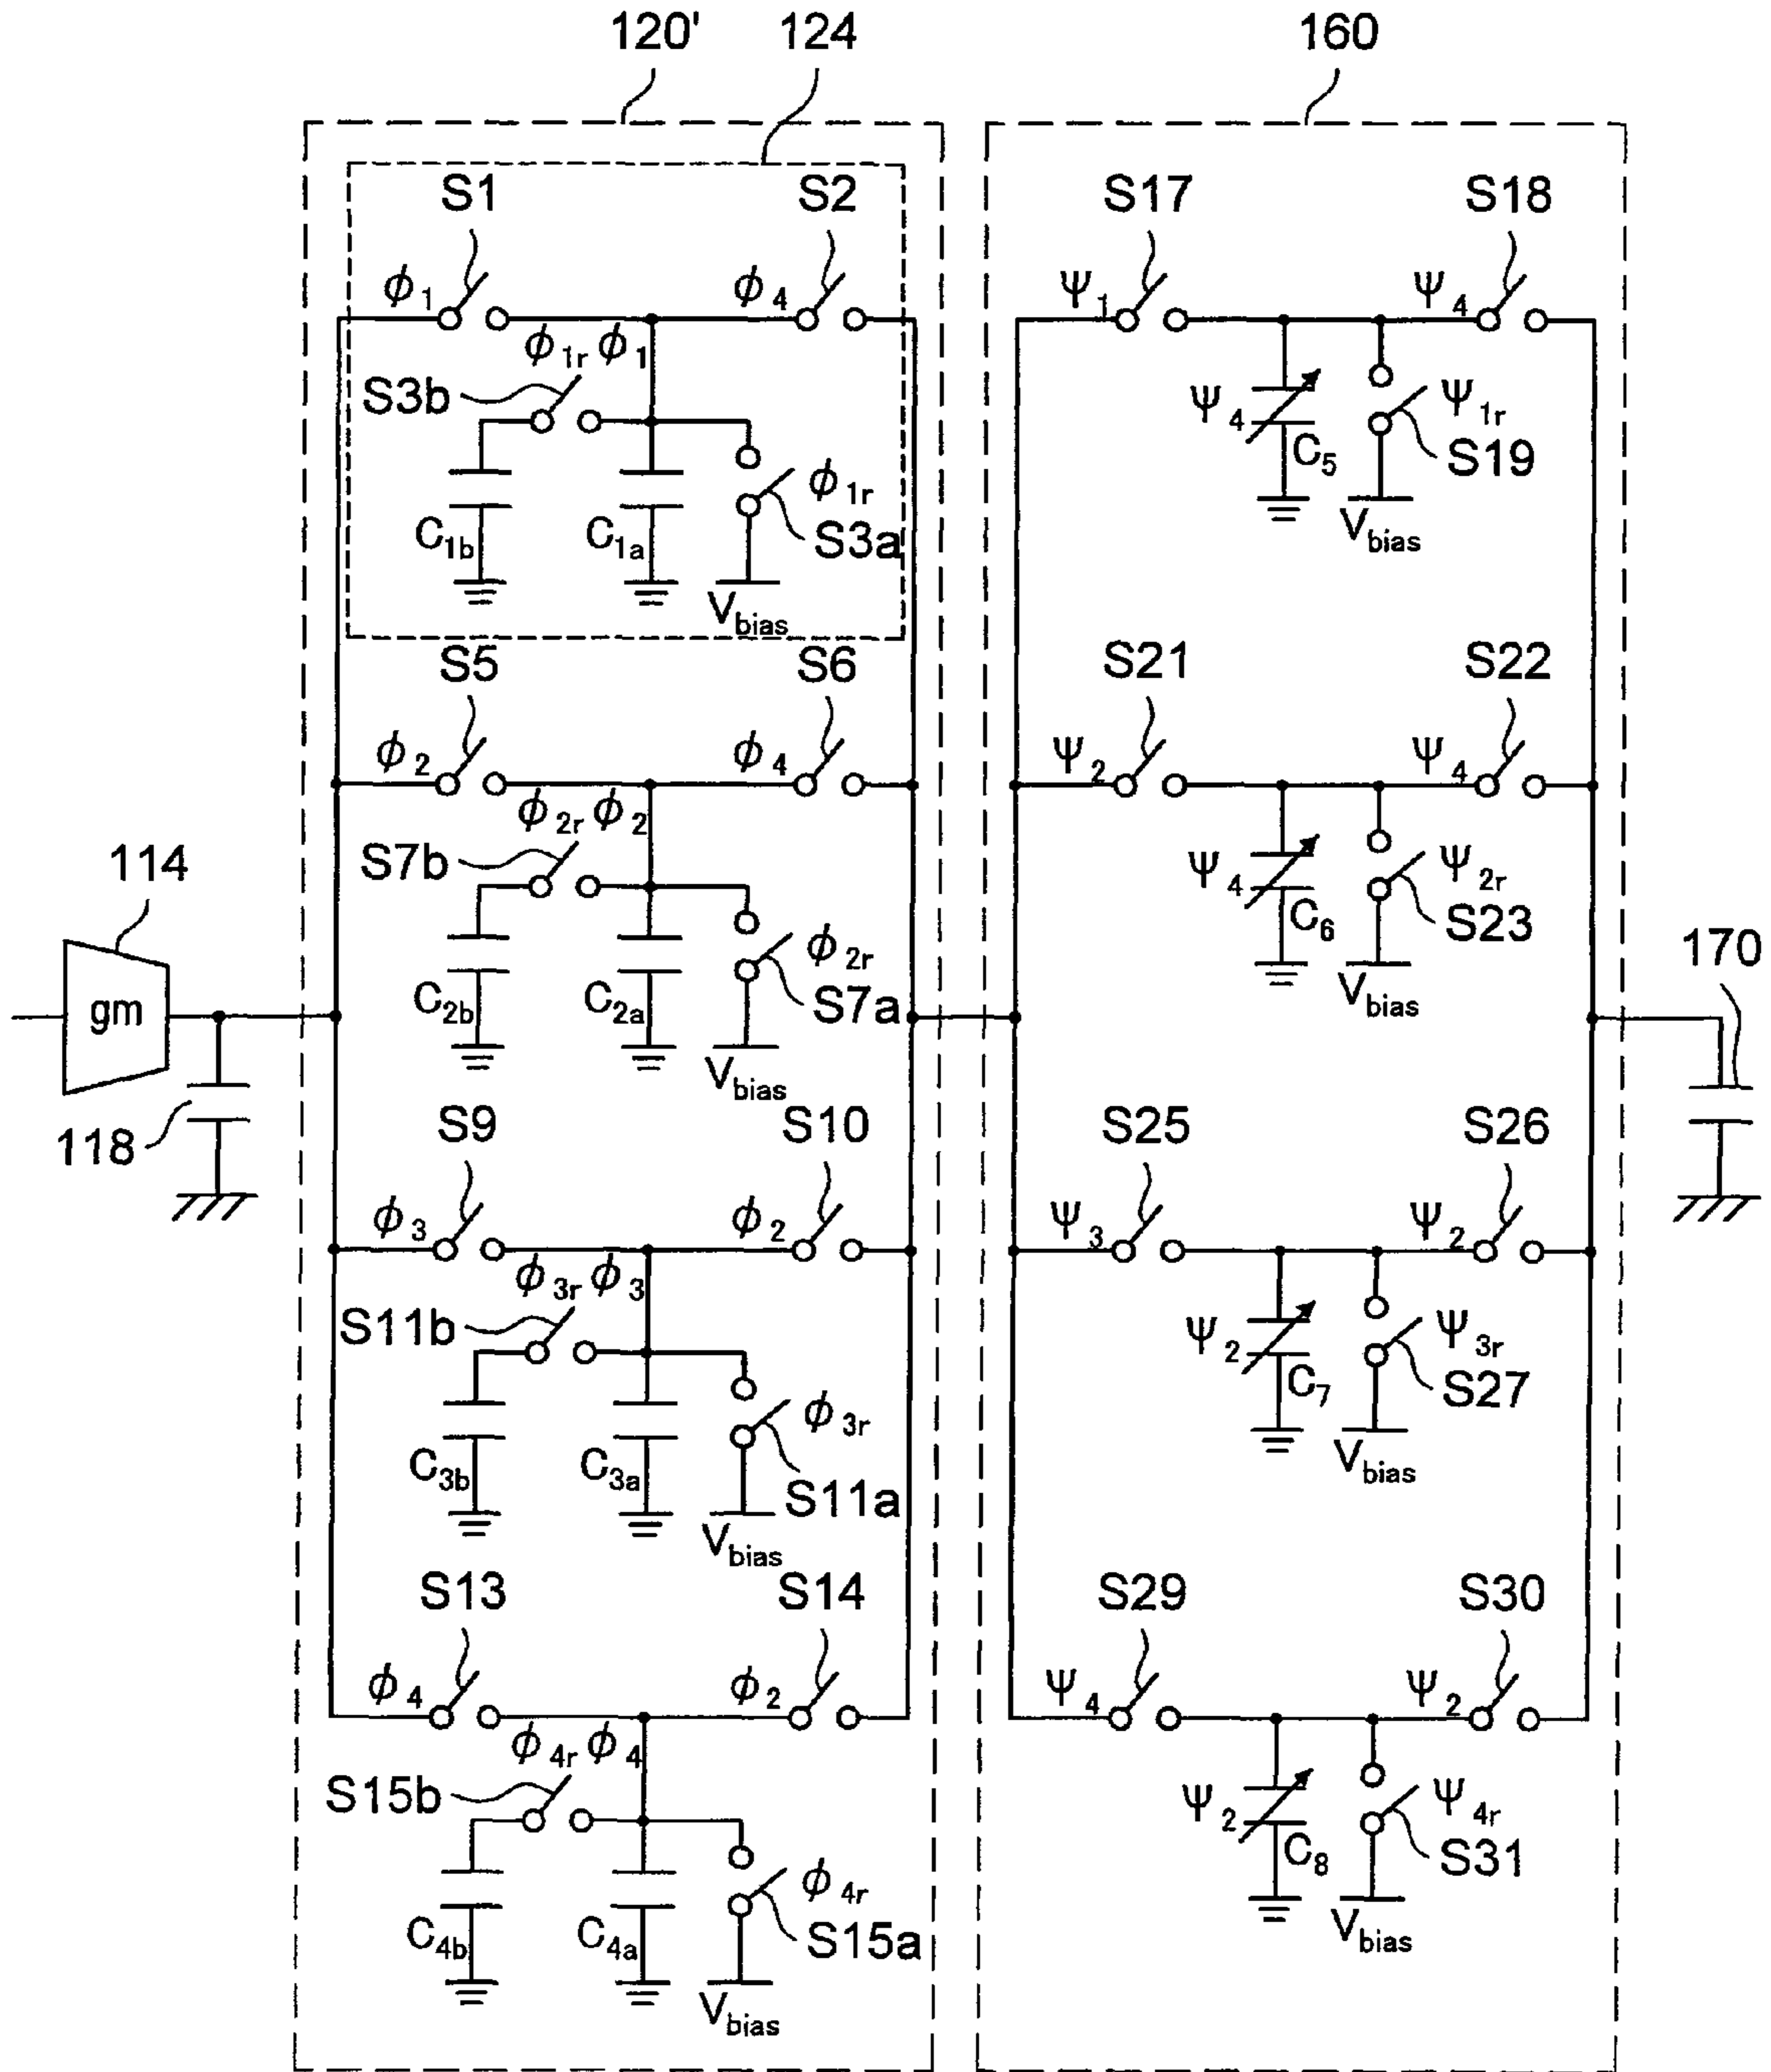 120' 124 160
S1 S2 S17 S18
ϕ1 ϕ4 Ψ1 Ψ4
ϕ1r ϕ1
S3b Ψ4 Ψ1r
C5 S19
ϕ1r
C1b C1a S3a Vbias
Vbias
S5 S6 S21 S22
ϕ2 ϕ4 Ψ2 Ψ4
ϕ2r ϕ2
114 S7b Ψ4 Ψ2r
C6 S23
170
gm ϕ2r
C2b C2a S7a Vbias
Vbias
118 S9 S10 S25 S26
ϕ3 ϕ2 Ψ3 Ψ2
ϕ3r ϕ3
S11b Ψ2 Ψ3r
C7 S27
ϕ3r
C3b C3a S11a Vbias
Vbias
S13 S14 S29 S30
ϕ4 ϕ2 Ψ4 Ψ2
ϕ4r ϕ4
S15b Ψ2 Ψ4r
C8 S31
ϕ4r
C4b C4a S15a Vbias
Vbias